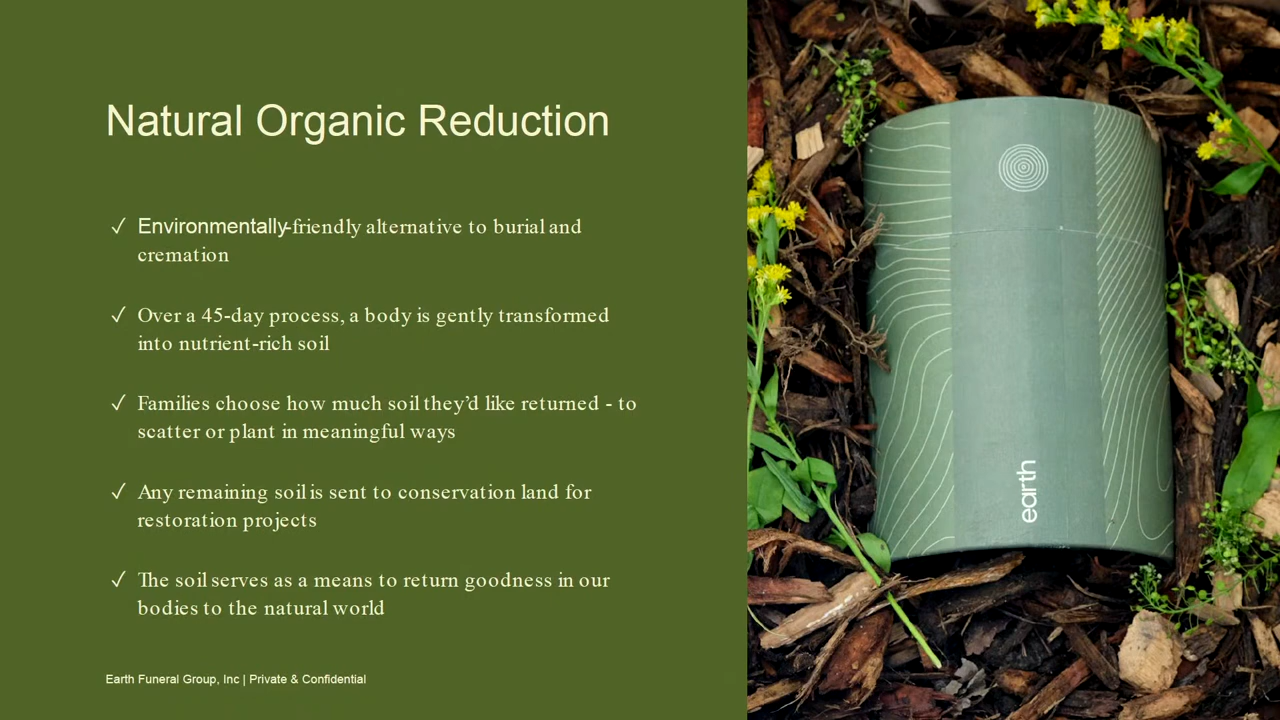 Natural Organic Reduction
✓ Environmentally-friendly alternative to burial and
cremation
✓ Over a 45-day process, a body is gently transformed
into nutrient-rich soil
✓ Families choose how much soil they’d like returned - to
scatter or plant in meaningful ways
✓ Any remaining soil is sent to conservation land for
restoration projects
✓ The soil serves as a means to return goodness in our
bodies to the natural world
Earth Funeral Group, Inc | Private & Confidential
earth